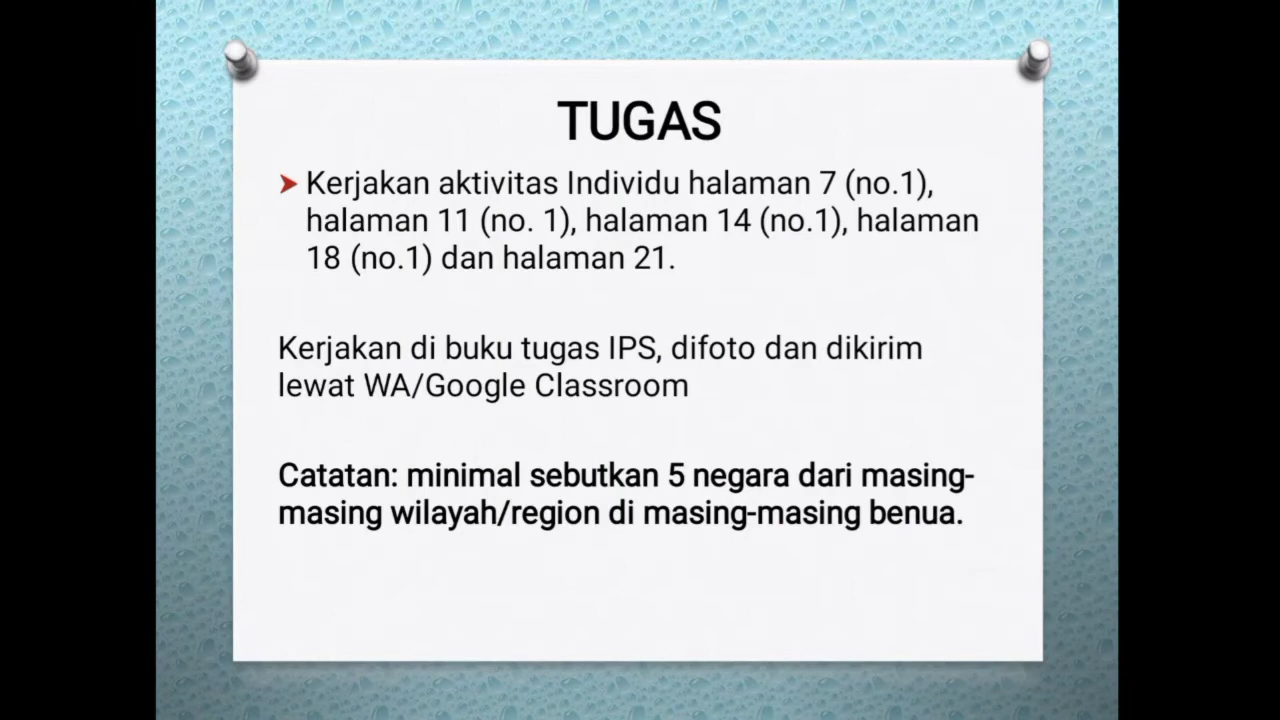 TUGAS
Kerjakan aktivitas Individu halaman 7 (no.1),
halaman 11 (no. 1), halaman 14 (no.1), halaman
18 (no.1) dan halaman 21.
Kerjakan di buku tugas IPS, difoto dan dikirim
lewat WA/Google Classroom
Catatan: minimal sebutkan 5 negara dari masing-
masing wilayah/region di masing-masing benua.